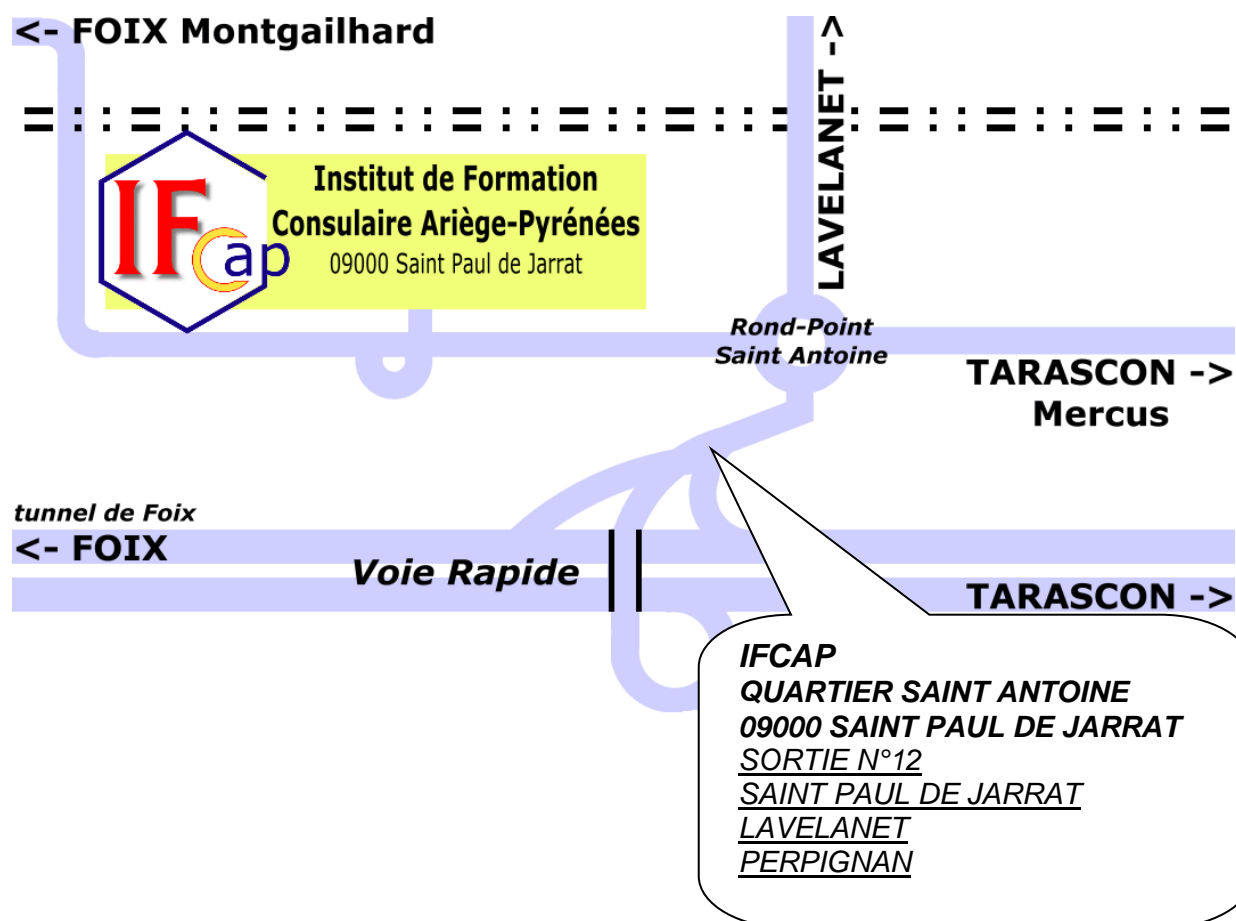 <- FOIX Montgailhard
LAVELANET ->
IFcap
Institut de Formation
Consulaire Ariège-Pyrénées
09000 Saint Paul de Jarrat
Rond-Point
Saint Antoine
TARASCON ->
Mercus
tunnel de Foix
<- FOIX
Voie Rapide
TARASCON ->
IFCAP
QUARTIER SAINT ANTOINE
09000 SAINT PAUL DE JARRAT
SORTIE N°12
SAINT PAUL DE JARRAT
LAVELANET
PERPIGNAN